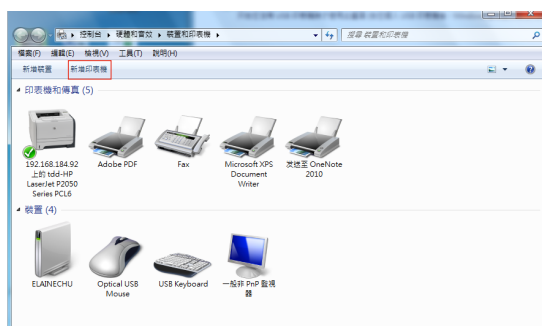 控制台 ▸ 硬體和音效 ▸ 裝置和印表機 ▸
搜尋 裝置和印表機
檔案(F) 編輯(E) 檢視(V) 工具(T) 說明(H)
新增裝置 新增印表機
印表機和傳真 (5)
192.168.184.92
上的 tdd-HP
LaserJet P2050
Series PCL6
Adobe PDF
Fax
Microsoft XPS
Document
Writer
发送至 OneNote
2010
裝置 (4)
ELAINECHU
Optical USB
Mouse
USB Keyboard
一般非 PnP 監視
器